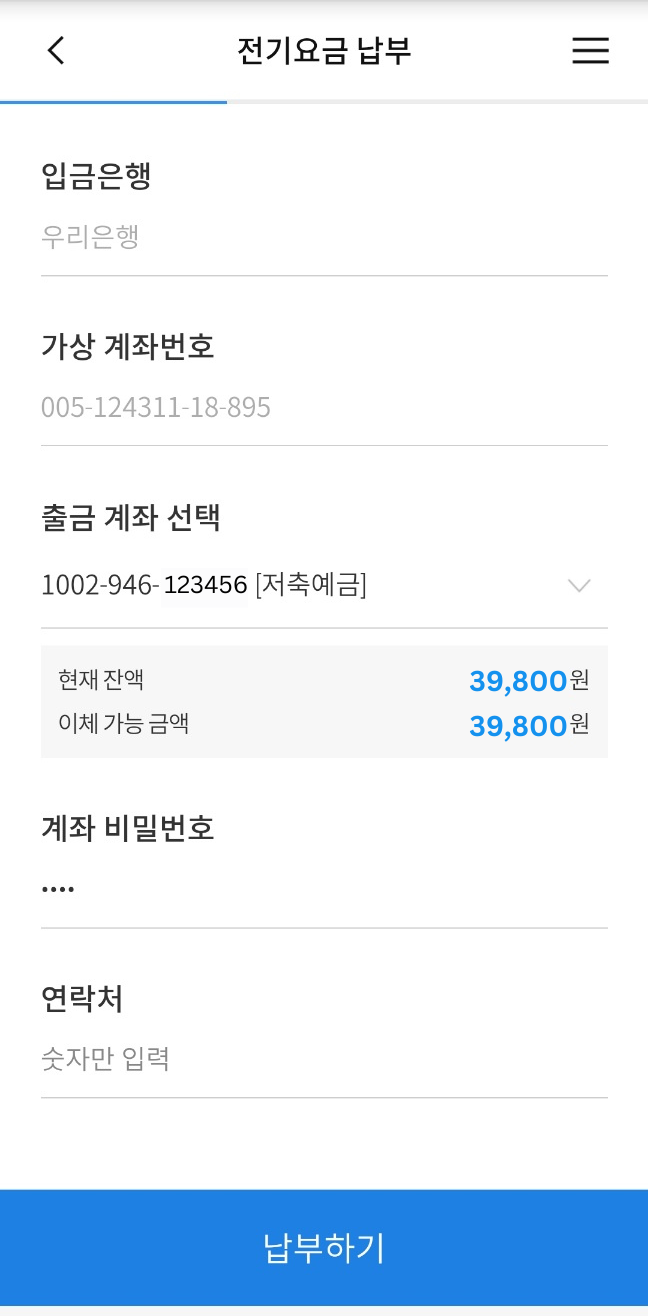 전기요금 납부
입금은행
우리은행
가상 계좌번호
005-124311-18-895
출금 계좌 선택
1002-946-123456 [저축예금]
현재 잔액 39,800원
이체 가능 금액 39,800원
계좌 비밀번호
••••
연락처
숫자만 입력
납부하기